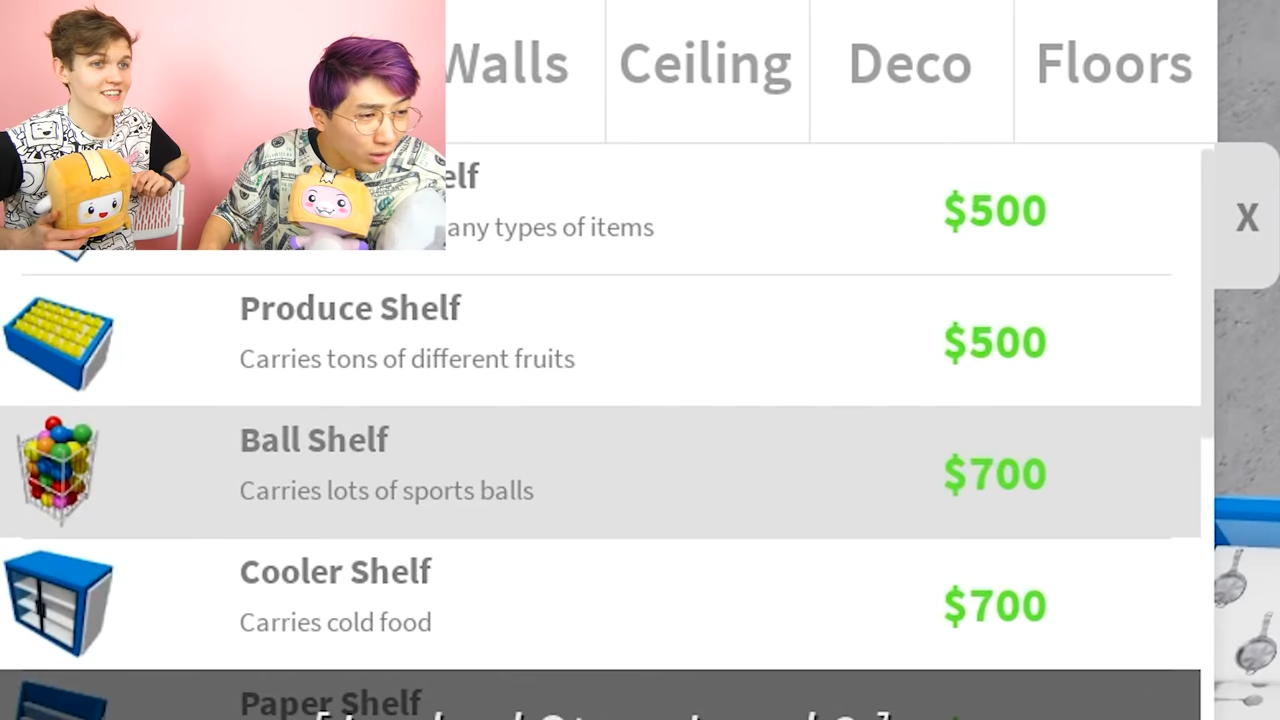 Walls Ceiling Deco Floors
elf
$500
any types of items
X
Produce Shelf
$500
Carries tons of different fruits
Ball Shelf
$700
Carries lots of sports balls
Cooler Shelf
$700
Carries cold food
Paper Shelf